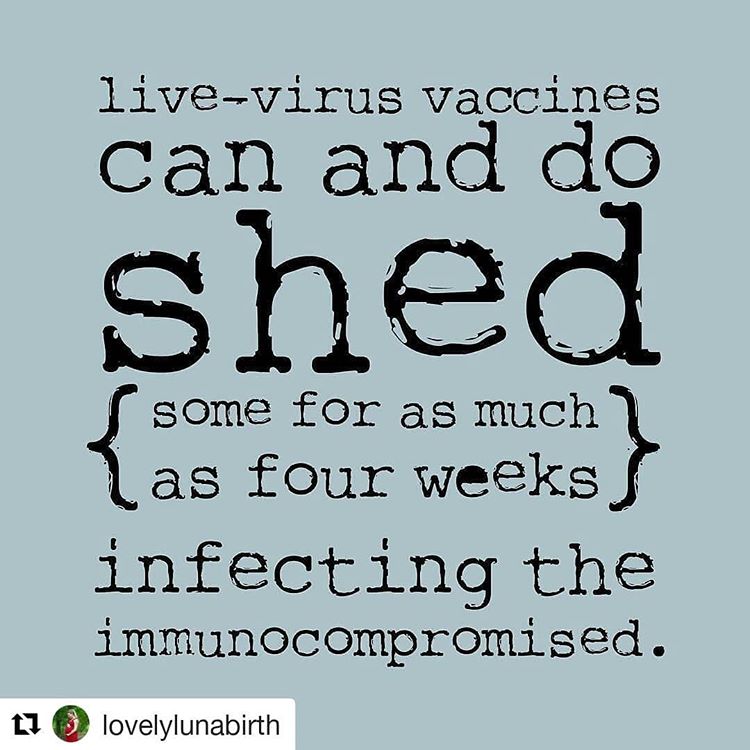 live-virus vaccines
can and do
shed
{some for as much
as four weeks}
infecting the
immunocompromised.
lovelylunabirth